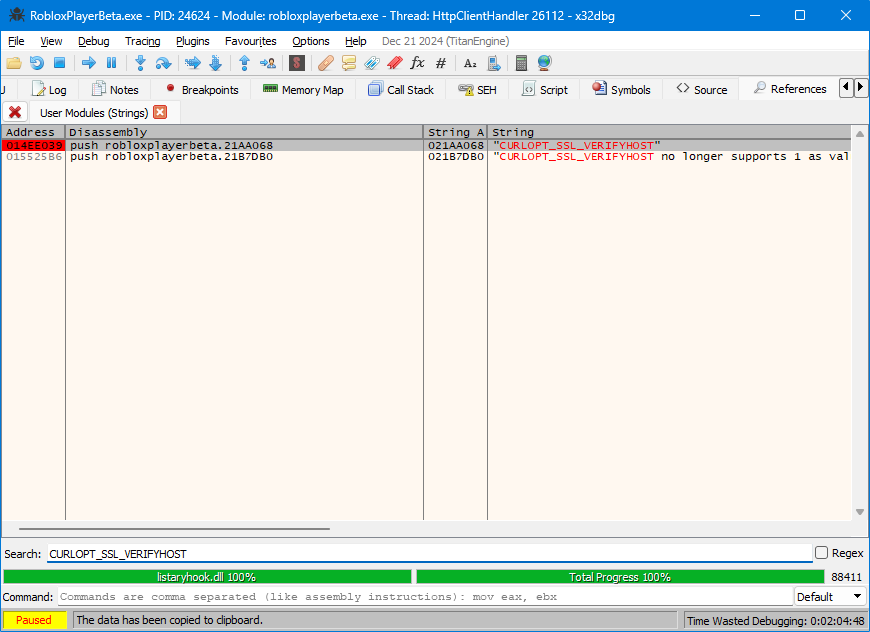 RobloxPlayerBeta.exe - PID: 24624 - Module: robloxplayerbeta.exe - Thread: HttpClientHandler 26112 - x32dbg
File View Debug Tracing Plugins Favourites Options Help Dec 21 2024 (TitanEngine)
Log Notes Breakpoints Memory Map Call Stack SEH Script Symbols Source References
User Modules (Strings)
Address Disassembly String A String
014EE039 push robloxplayerbeta.21AA068 021AA068 "CURLOPT_SSL_VERIFYHOST"
015525B6 push robloxplayerbeta.21B7DB0 021B7DB0 "CURLOPT_SSL_VERIFYHOST no longer supports 1 as val
Search: CURLOPT_SSL_VERIFYHOST Regex
listaryhook.dll 100% Total Progress 100% 88411
Command: Commands are comma separated (like assembly instructions): mov eax, ebx Default
Paused The data has been copied to clipboard. Time Wasted Debugging: 0:02:04:48